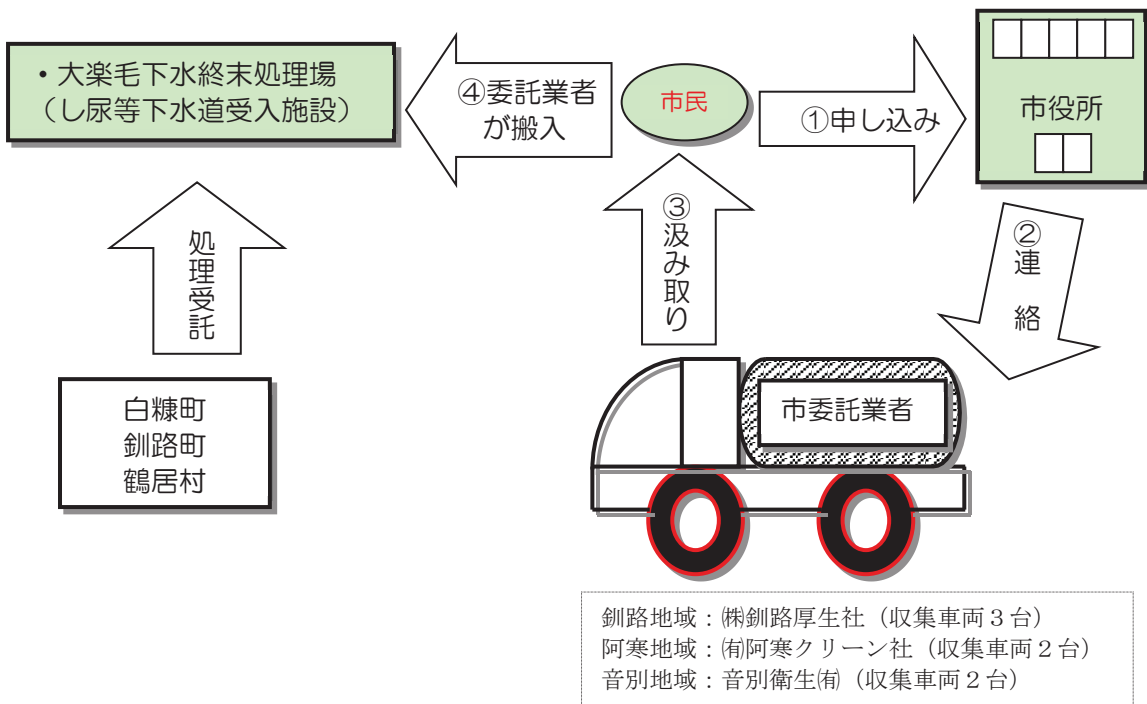 ・大楽毛下水終末処理場
（し尿等下水道受入施設）
④委託業者
が搬入
市民
①申し込み
市役所
処理受託
③汲み取り
②連　絡
白糠町
釧路町
鶴居村
市委託業者
釧路地域：㈱釧路厚生社（収集車両３台）
阿寒地域：㈲阿寒クリーン社（収集車両２台）
音別地域：音別衛生㈲（収集車両２台）